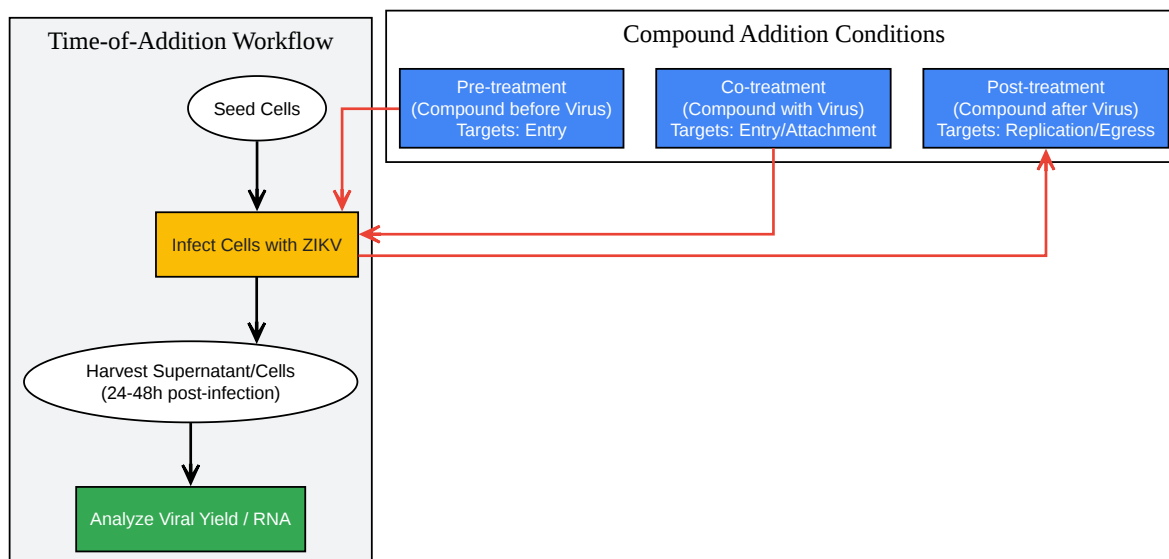 Time-of-Addition Workflow
Seed Cells
Infect Cells with ZIKV
Harvest Supernatant/Cells
(24-48h post-infection)
Analyze Viral Yield / RNA
Compound Addition Conditions
Pre-treatment
(Compound before Virus)
Targets: Entry
Co-treatment
(Compound with Virus)
Targets: Entry/Attachment
Post-treatment
(Compound after Virus)
Targets: Replication/Egress